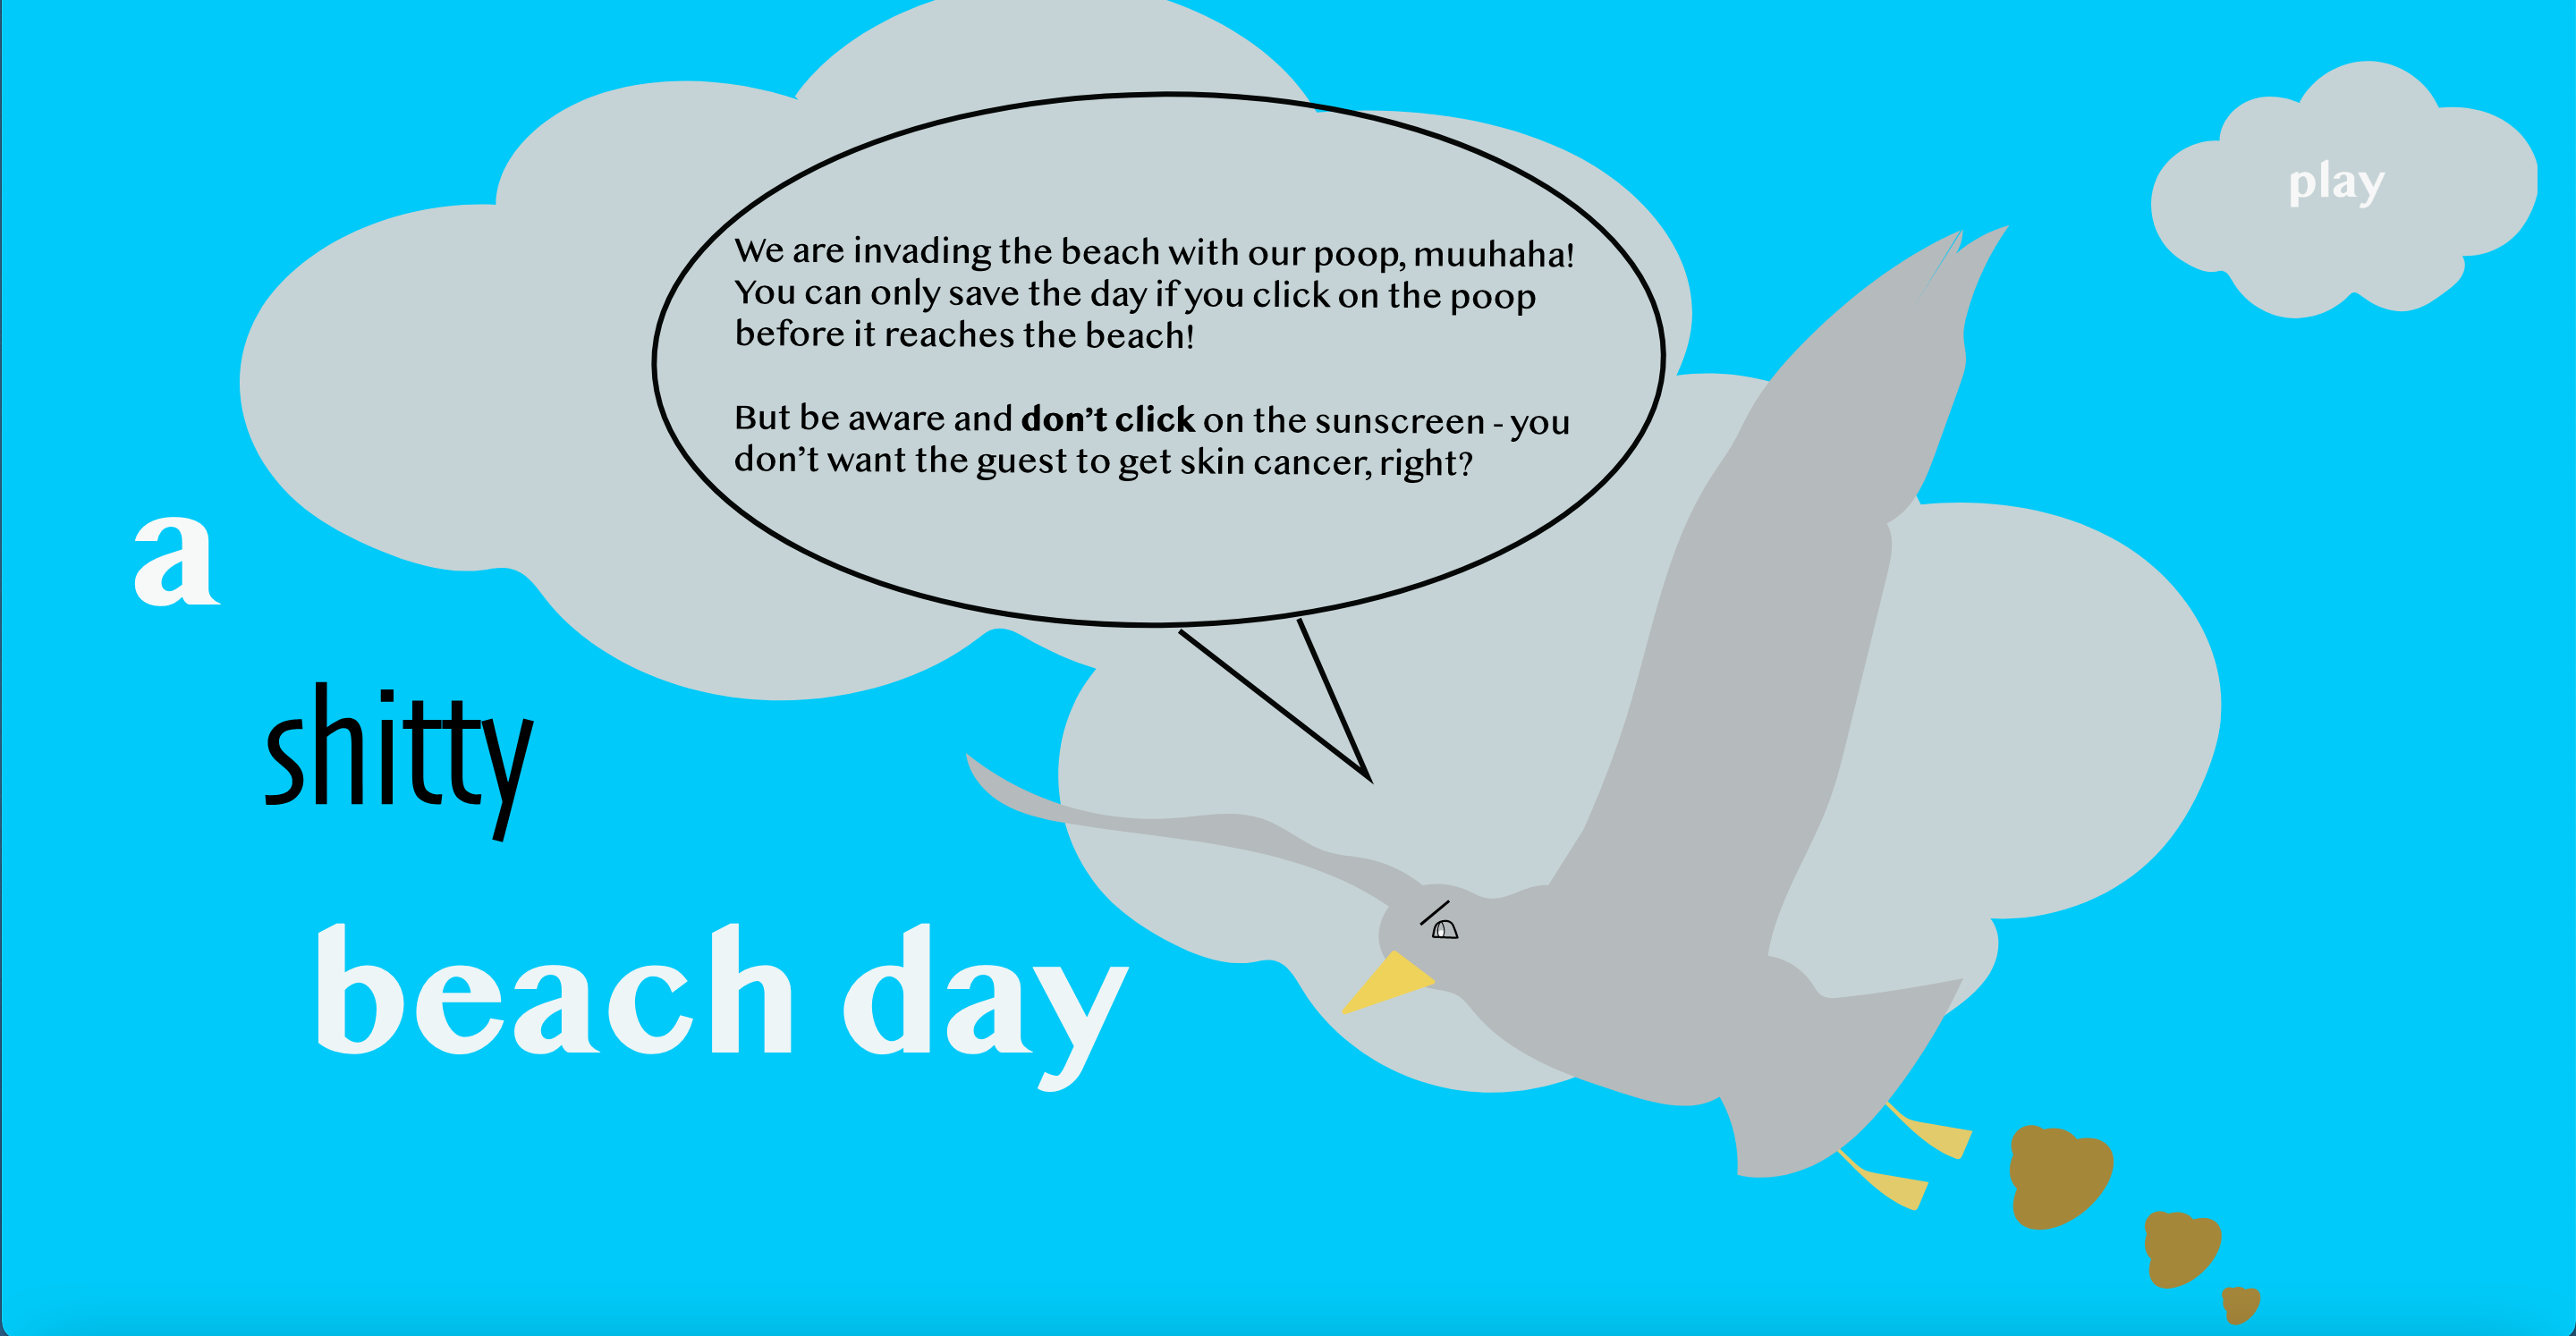 play
We are invading the beach with our poop, muuhaha!
You can only save the day if you click on the poop
before it reaches the beach!
But be aware and don’t click on the sunscreen - you
don’t want the guest to get skin cancer, right?
a
shitty
beach day